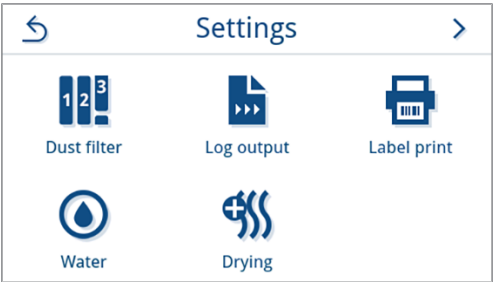 Settings
1 2 3
Dust filter
Log output
Label print
Water
Drying